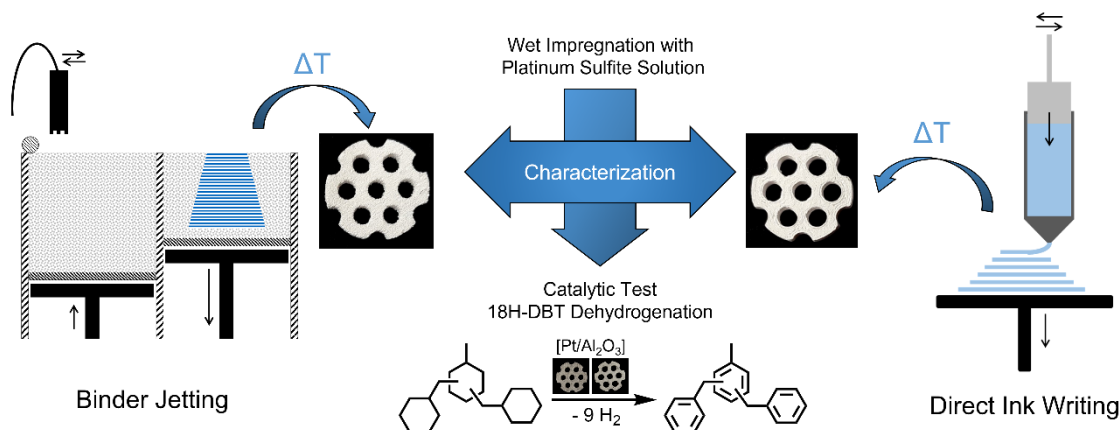 Wet Impregnation with
Platinum Sulfite Solution
ΔT
ΔT
Characterization
Catalytic Test
18H-DBT Dehydrogenation
[Pt/Al₂O₃]
- 9 H₂
Binder Jetting
Direct Ink Writing